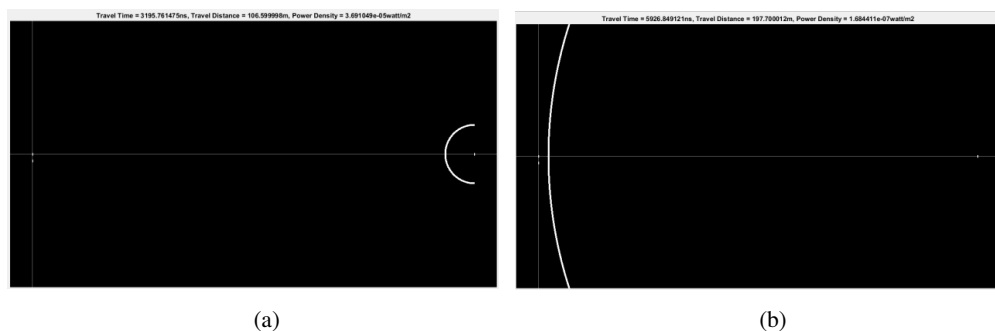 Travel Time = 3195.761475ns, Travel Distance = 106.599998m, Power Density = 3.691049e-05watt/m2
Travel Time = 5926.849121ns, Travel Distance = 197.700012m, Power Density = 1.684411e-07watt/m2
(a)
(b)